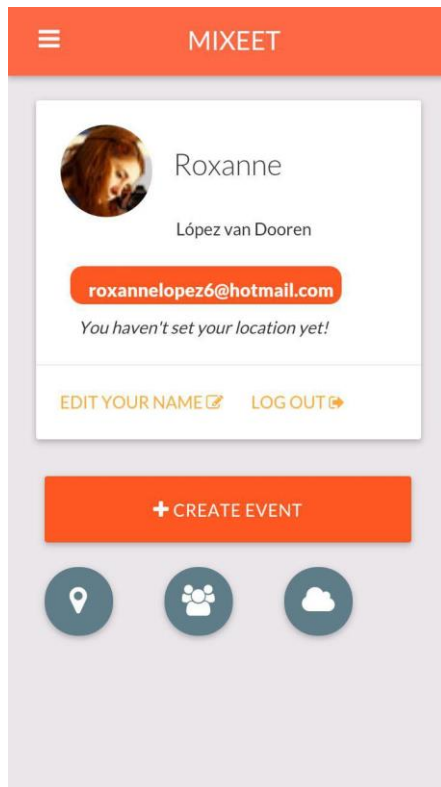 MIXEET
Roxanne
López van Dooren
roxannelopez6@hotmail.com
You haven't set your location yet!
EDIT YOUR NAME LOG OUT
CREATE EVENT